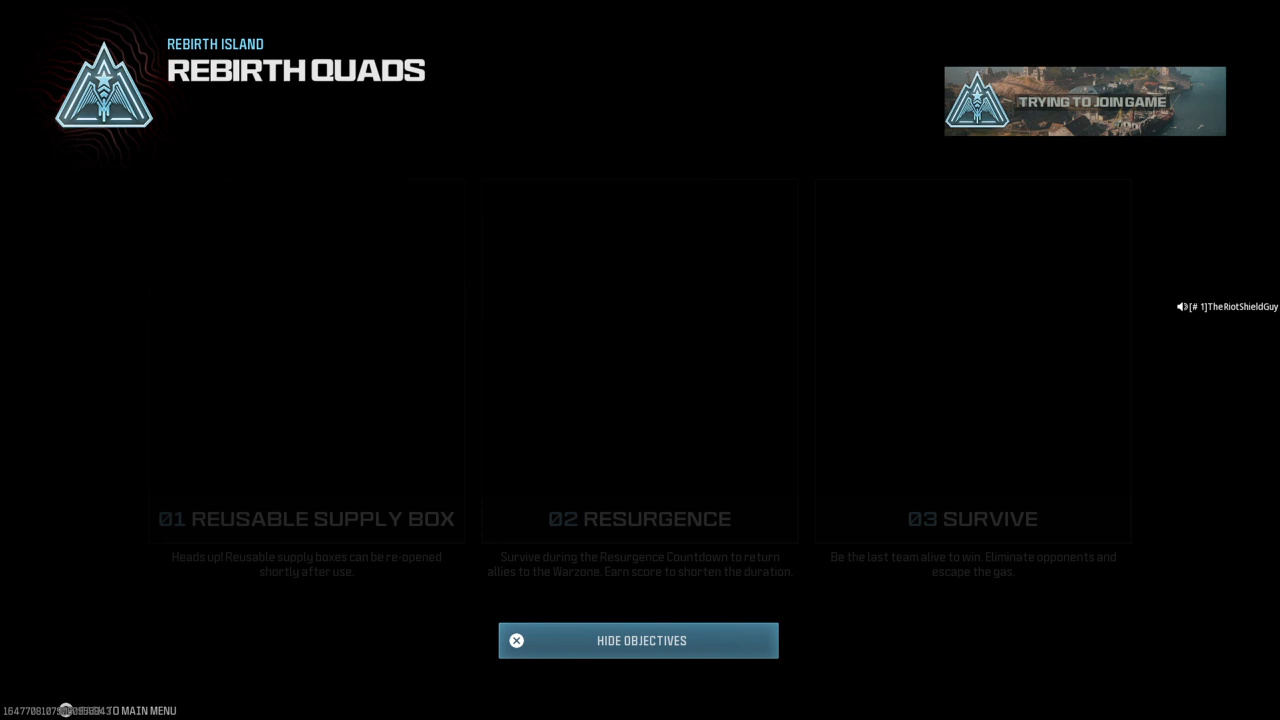 REBIRTH ISLAND
REBIRTH QUADS
TRYING TO JOIN GAME
[# 1]TheRiotShieldGuy
01 REUSABLE SUPPLY BOX
Heads up! Reusable supply boxes can be re-opened
shortly after use.
02 RESURGENCE
Survive during the Resurgence Countdown to return
allies to the Warzone. Earn score to shorten the duration.
03 SURVIVE
Be the last team alive to win. Eliminate opponents and
escape the gas.
HIDE OBJECTIVES
TO MAIN MENU